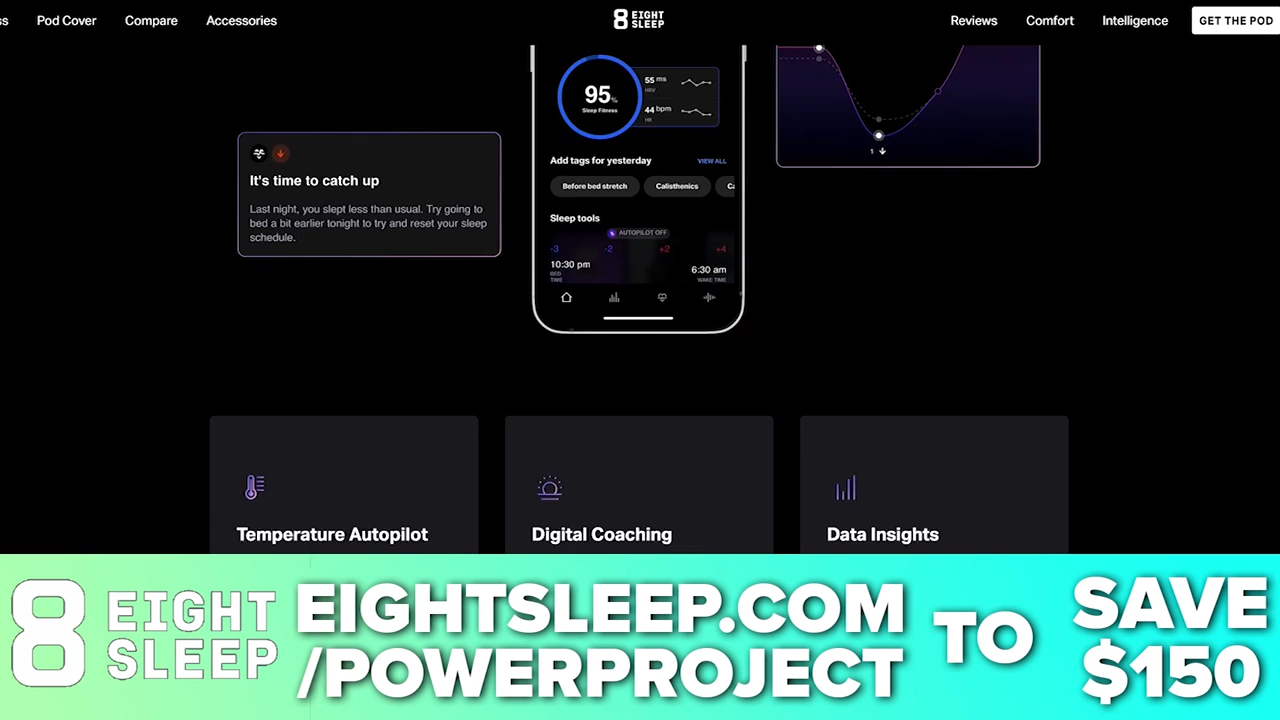 ss Pod Cover Compare Accessories
8 EIGHT SLEEP
Reviews Comfort Intelligence GET THE POD
95%
Sleep Fitness
55 ms
HRV
44 bpm
HR
1
It's time to catch up
Last night, you slept less than usual. Try going
to bed a bit earlier tonight to try and reset your sleep
schedule.
Add tags for yesterday VIEW ALL
Before bed stretch Calisthenics Ca
Sleep tools
AUTOPILOT OFF
-3 -2 +2 +4
10:30 pm 6:30 am
BED TIME WAKE TIME
Temperature Autopilot
Digital Coaching
Data Insights
8 EIGHT
SLEEP
EIGHTSLEEP.COM
/POWERPROJECT
TO
SAVE
$150